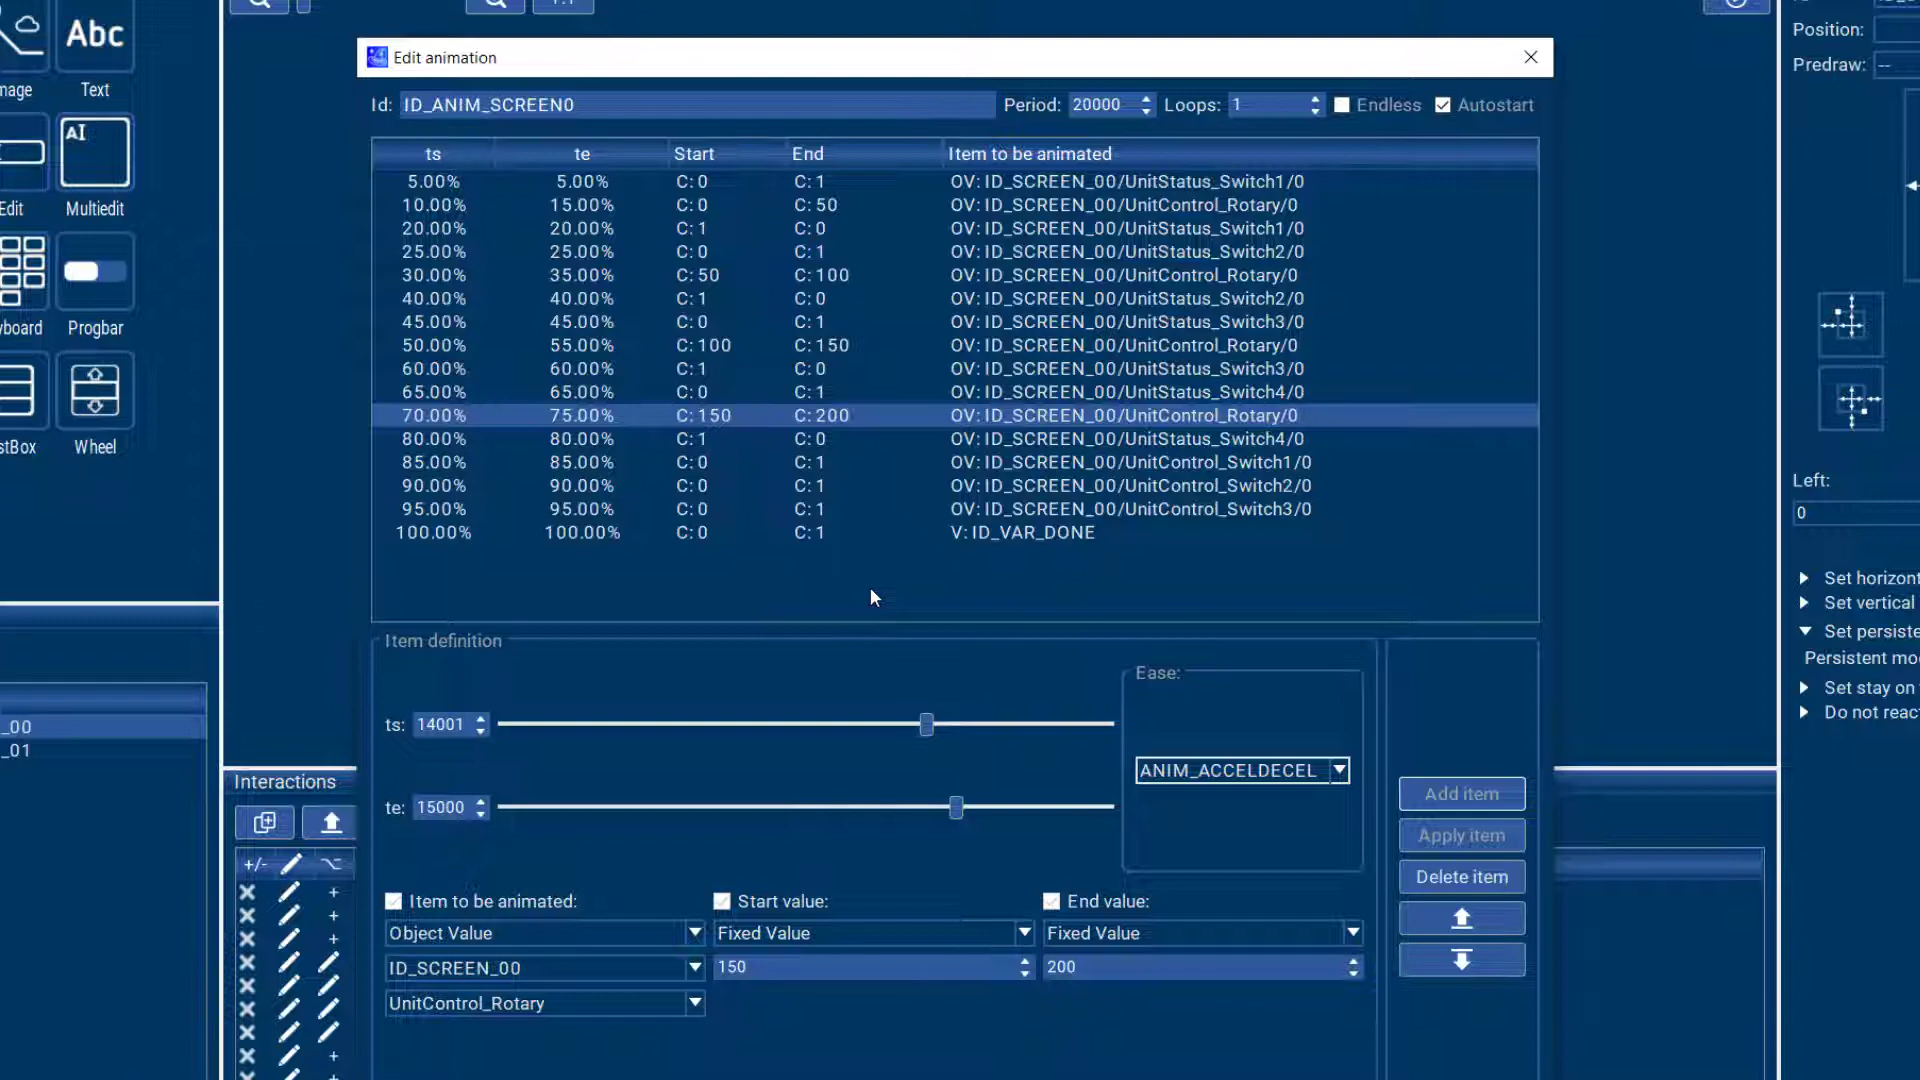 Abc
mage
Text
AI
Edit
Multiedit
yboard
Progbar
stBox
Wheel
_00
_01
Interactions
+/-
Edit animation
Id: ID_ANIM_SCREEN0 Period: 20000 Loops: 1 Endless Autostart
ts te Start End Item to be animated
5.00% 5.00% C: 0 C: 1 OV: ID_SCREEN_00/UnitStatus_Switch1/0
10.00% 15.00% C: 0 C: 50 OV: ID_SCREEN_00/UnitControl_Rotary/0
20.00% 20.00% C: 1 C: 0 OV: ID_SCREEN_00/UnitStatus_Switch1/0
25.00% 25.00% C: 0 C: 1 OV: ID_SCREEN_00/UnitStatus_Switch2/0
30.00% 35.00% C: 50 C: 100 OV: ID_SCREEN_00/UnitControl_Rotary/0
40.00% 40.00% C: 1 C: 0 OV: ID_SCREEN_00/UnitStatus_Switch2/0
45.00% 45.00% C: 0 C: 1 OV: ID_SCREEN_00/UnitStatus_Switch3/0
50.00% 55.00% C: 100 C: 150 OV: ID_SCREEN_00/UnitControl_Rotary/0
60.00% 60.00% C: 1 C: 0 OV: ID_SCREEN_00/UnitStatus_Switch3/0
65.00% 65.00% C: 0 C: 1 OV: ID_SCREEN_00/UnitStatus_Switch4/0
70.00% 75.00% C: 150 C: 200 OV: ID_SCREEN_00/UnitControl_Rotary/0
80.00% 80.00% C: 1 C: 0 OV: ID_SCREEN_00/UnitStatus_Switch4/0
85.00% 85.00% C: 0 C: 1 OV: ID_SCREEN_00/UnitControl_Switch1/0
90.00% 90.00% C: 0 C: 1 OV: ID_SCREEN_00/UnitControl_Switch2/0
95.00% 95.00% C: 0 C: 1 OV: ID_SCREEN_00/UnitControl_Switch3/0
100.00% 100.00% C: 0 C: 1 V: ID_VAR_DONE
Item definition
ts: 14001
te: 15000
Ease:
ANIM_ACCELDECEL
Add item
Apply item
Delete item
Item to be animated: Start value: End value:
Object Value Fixed Value Fixed Value
ID_SCREEN_00 150 200
UnitControl_Rotary
Position:
Predraw: --
Left:
0
Set horizont
Set vertical
Set persiste
Persistent mo
Set stay on
Do not reac